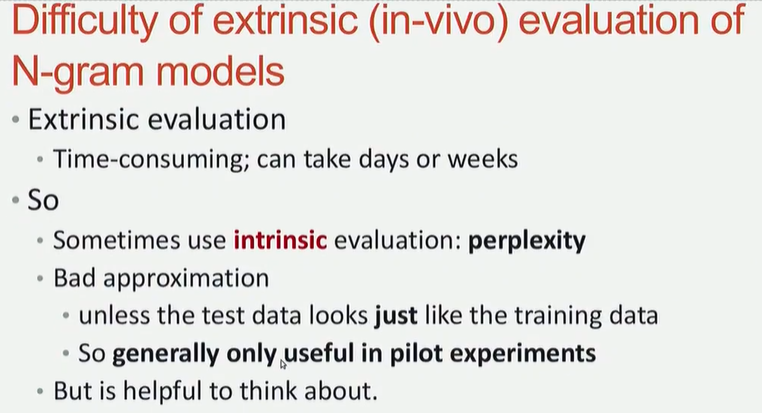 Difficulty of extrinsic (in-vivo) evaluation of
N-gram models
• Extrinsic evaluation
• Time-consuming; can take days or weeks
• So
• Sometimes use intrinsic evaluation: perplexity
• Bad approximation
• unless the test data looks just like the training data
• So generally only useful in pilot experiments
• But is helpful to think about.